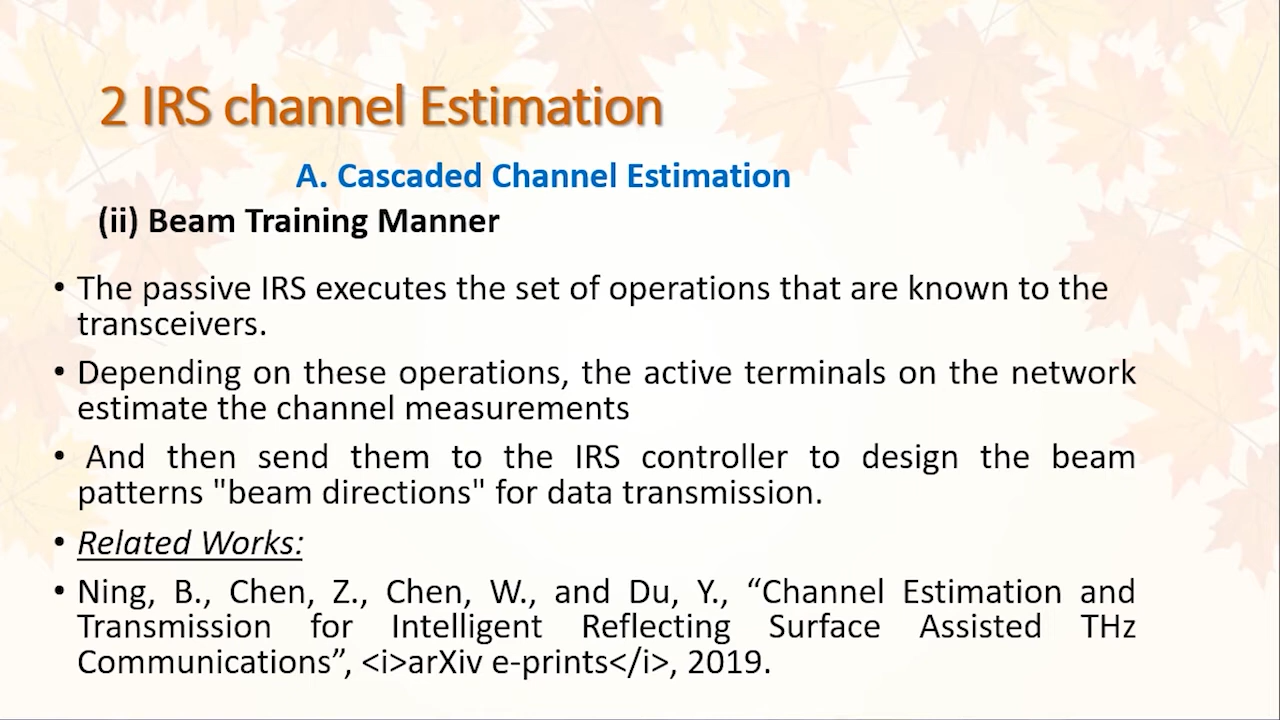 2 IRS channel Estimation
A. Cascaded Channel Estimation
(ii) Beam Training Manner
• The passive IRS executes the set of operations that are known to the
transceivers.
• Depending on these operations, the active terminals on the network
estimate the channel measurements
• And then send them to the IRS controller to design the beam
patterns "beam directions" for data transmission.
• Related Works:
• Ning, B., Chen, Z., Chen, W., and Du, Y., “Channel Estimation and
Transmission for Intelligent Reflecting Surface Assisted THz
Communications”, <i>arXiv e-prints</i>, 2019.